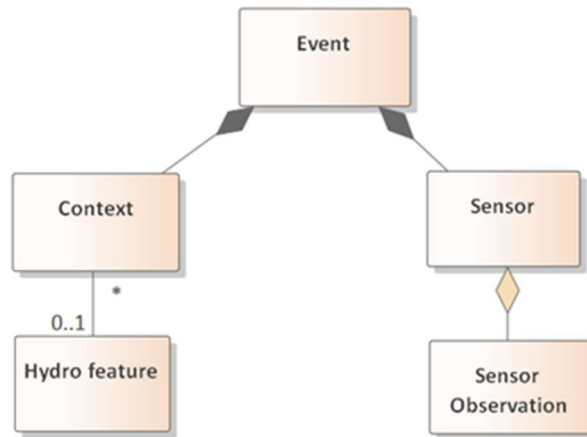 Event
Context
Sensor
*
0..1
Hydro feature
Sensor
Observation